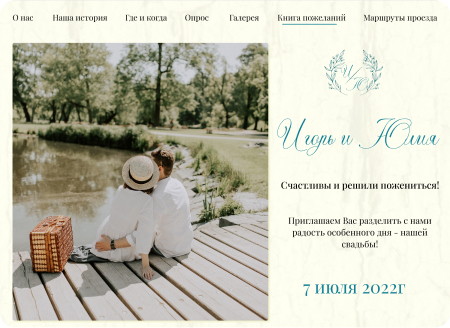 О нас Наша история Где и когда Опрос Галерея Книга пожеланий Маршруты проезда
И Ю
Игорь и Юлия
Счастливы и решили пожениться!
Приглашаем Вас разделить с нами
радость особенного дня - нашей
свадьбы!
7 июля 2022г